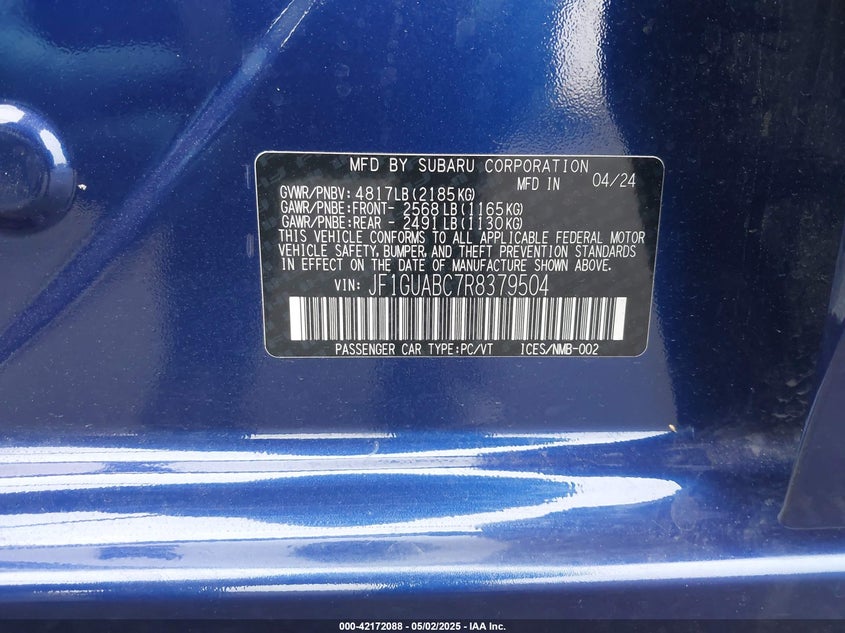 MFD BY SUBARU CORPORATION
MFD IN 04/24
GVWR/PNBV: 4817LB(2185KG)
GAWR/PNBE:FRONT- 2568LB(1165KG)
GAWR/PNBE:REAR - 2491LB(1130KG)
THIS VEHICLE CONFORMS TO ALL APPLICABLE FEDERAL MOTOR
VEHICLE SAFETY, BUMPER, AND THEFT PREVENTION STANDARDS
IN EFFECT ON THE DATE OF MANUFACTURE SHOWN ABOVE.
VIN: JF1GUABC7R8379504
PASSENGER CAR TYPE:PC/VT ICES/NMB-002
000-42172088 - 05/02/2025 - IAA Inc.